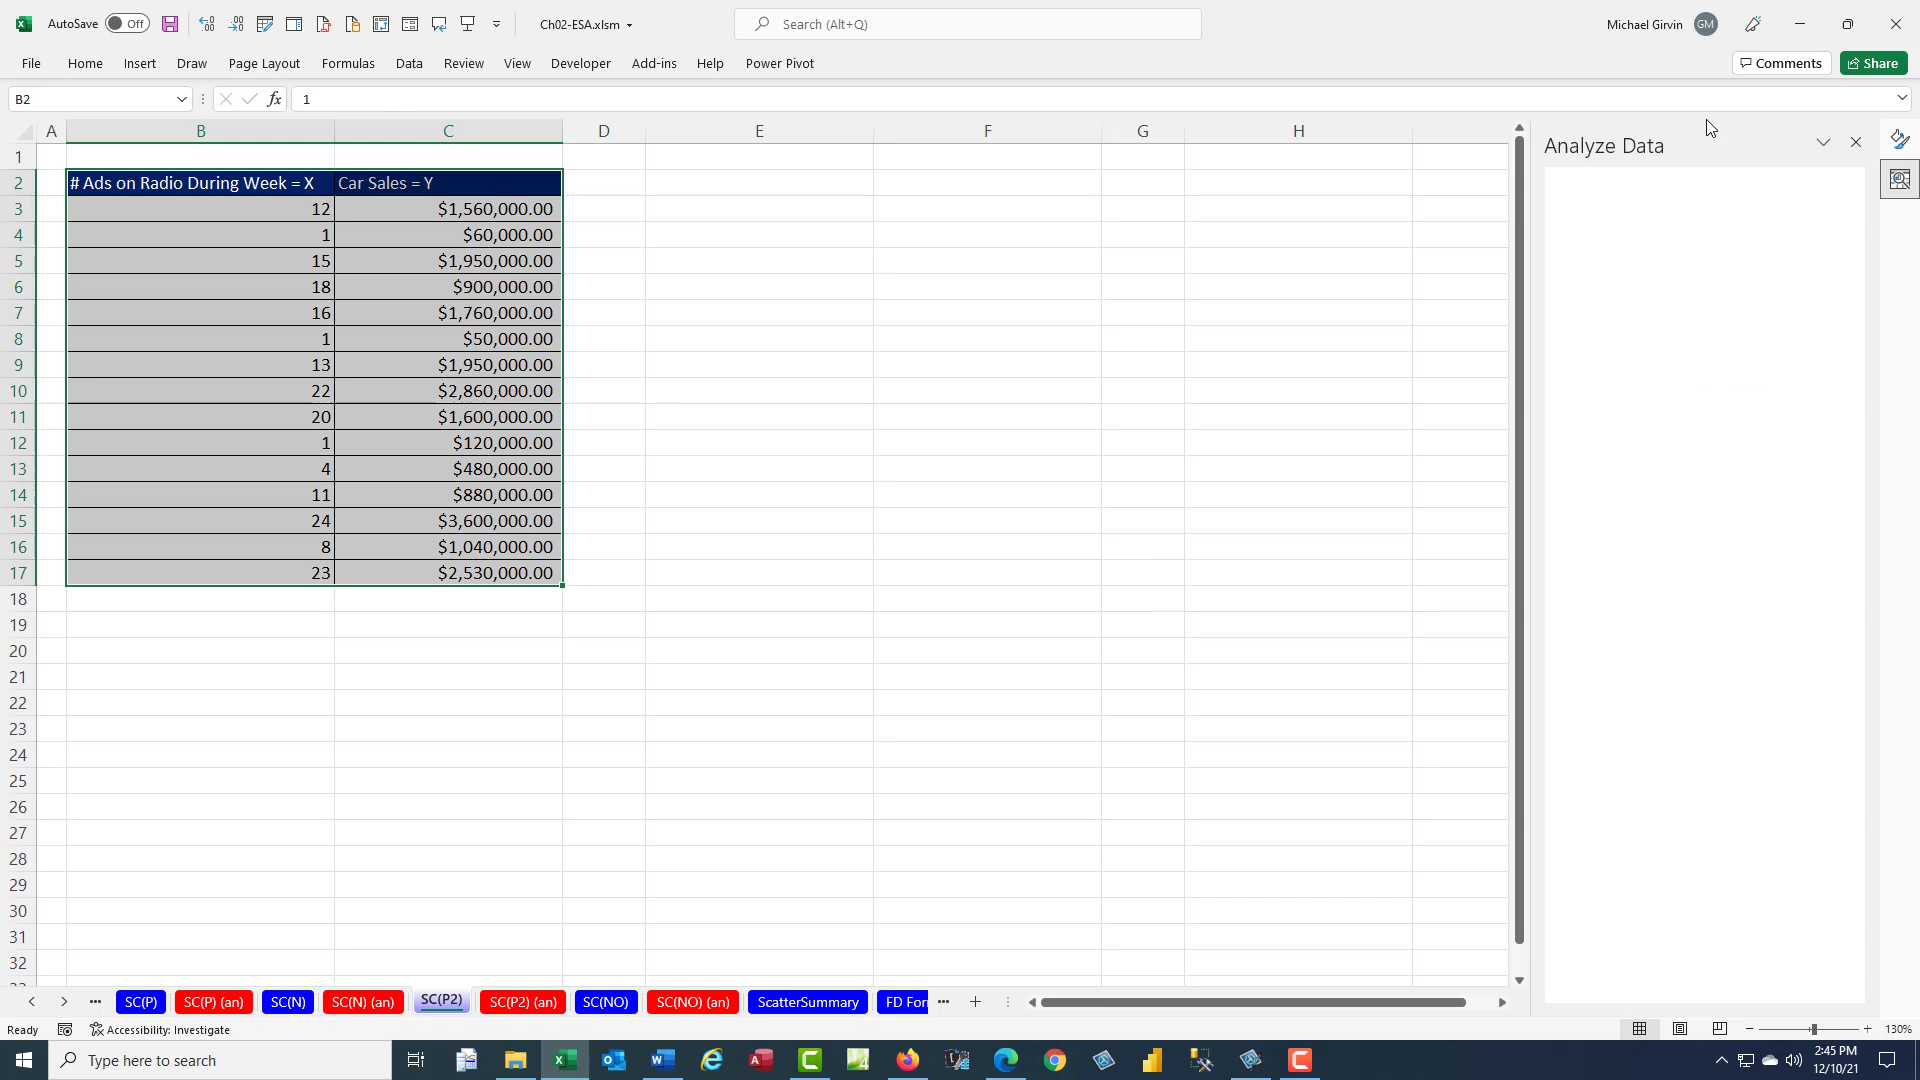 AutoSave Off Ch02-ESA.xlsm Search (Alt+Q) Michael Girvin GM
File Home Insert Draw Page Layout Formulas Data Review View Developer Add-ins Help Power Pivot Comments Share
B2 fx 1
A B C D E F G H
Analyze Data
1
2 # Ads on Radio During Week = X Car Sales = Y
3 12 $1,560,000.00
4 1 $60,000.00
5 15 $1,950,000.00
6 18 $900,000.00
7 16 $1,760,000.00
8 1 $50,000.00
9 13 $1,950,000.00
10 22 $2,860,000.00
11 20 $1,600,000.00
12 1 $120,000.00
13 4 $480,000.00
14 11 $880,000.00
15 24 $3,600,000.00
16 8 $1,040,000.00
17 23 $2,530,000.00
18
19
20
21
22
23
24
25
26
27
28
29
30
31
32
SC(P) SC(P) (an) SC(N) SC(N) (an) SC(P2) SC(P2) (an) SC(NO) SC(NO) (an) ScatterSummary FD For
Ready Accessibility: Investigate 130%
Type here to search 2:45 PM
12/10/21